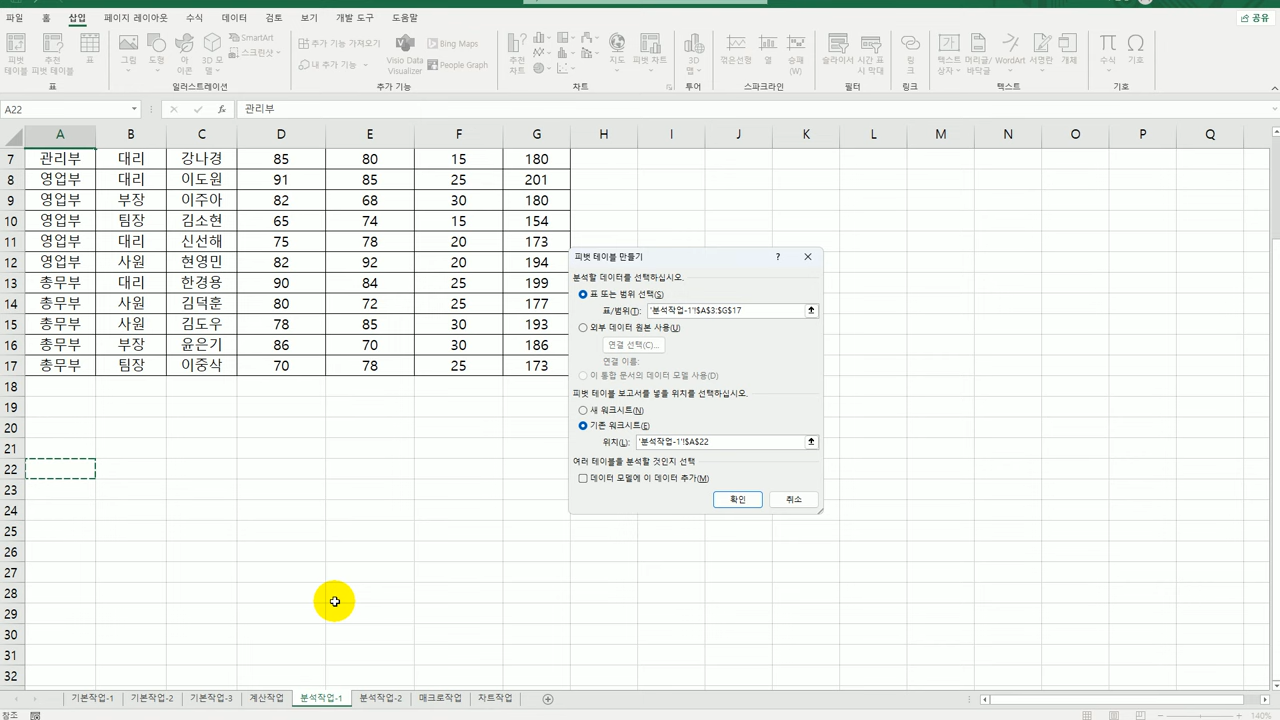 파일 홈 삽입 페이지 레이아웃 수식 데이터 검토 보기 개발 도구 도움말 공유
피벗 테이블 추천 피벗 테이블 표 그림 도형 아이콘 3D 모델 SmartArt 스크린샷 추가 기능 가져오기 내 추가 기능 Visio Data Visualizer Bing Maps People Graph 추천 차트 지도 피벗 차트 3D 맵 꺾은선형 열 승패 (W) 슬라이서 시간 표시 막대 링크 텍스트 상자 머리글/바닥글 WordArt 서명란 개체 수식 기호
표 일러스트레이션 추가 기능 차트 투어 스파크라인 필터 링크 텍스트 기호
A22 fx 관리부
A B C D E F G H I J K L M N O P Q
7 관리부 대리 강나경 85 80 15 180
8 영업부 대리 이도원 91 85 25 201
9 영업부 부장 이주아 82 68 30 180
10 영업부 팀장 김소현 65 74 15 154
11 영업부 대리 신선해 75 78 20 173
12 영업부 사원 현영민 82 92 20 194
13 총무부 대리 한경용 90 84 25 199
14 총무부 사원 김덕훈 80 72 25 177
15 총무부 사원 김도우 78 85 30 193
16 총무부 부장 윤은기 86 70 30 186
17 총무부 팀장 이중삭 70 78 25 173
18
19
20
21
22
23
24
25
26
27
28
29
30
31
32
피벗 테이블 만들기 ?
분석할 데이터를 선택하십시오.
표 또는 범위 선택(S)
표/범위(T): '분석작업-1'!$A$3:$G$17
외부 데이터 원본 사용(U)
연결 선택(C)...
연결 이름:
이 통합 문서의 데이터 모델 사용(D)
피벗 테이블 보고서를 넣을 위치를 선택하십시오.
새 워크시트(N)
기존 워크시트(E)
위치(L): '분석작업-1'!$A$22
여러 테이블을 분석할 것인지 선택
데이터 모델에 이 데이터 추가(M)
확인 취소
기본작업-1 기본작업-2 기본작업-3 계산작업 분석작업-1 분석작업-2 매크로작업 차트작업
참조 140%